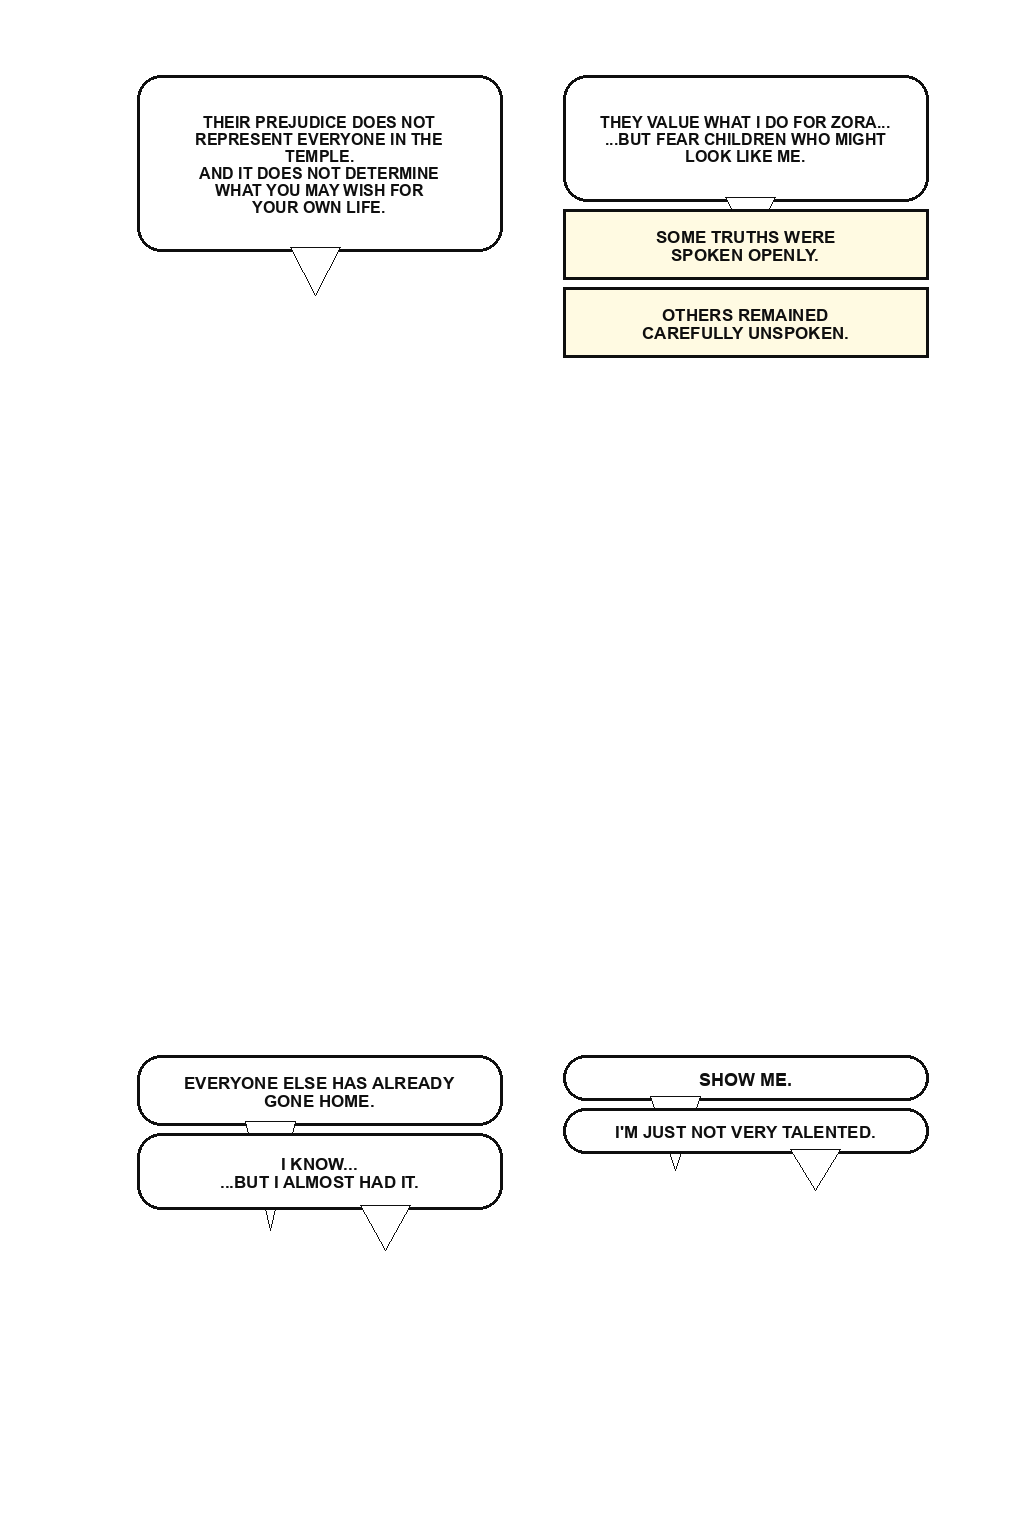 THEIR PREJUDICE DOES NOT
REPRESENT EVERYONE IN THE
TEMPLE.
AND IT DOES NOT DETERMINE
WHAT YOU MAY WISH FOR
YOUR OWN LIFE.
THEY VALUE WHAT I DO FOR ZORA...
...BUT FEAR CHILDREN WHO MIGHT
LOOK LIKE ME.
SOME TRUTHS WERE
SPOKEN OPENLY.
OTHERS REMAINED
CAREFULLY UNSPOKEN.
EVERYONE ELSE HAS ALREADY
GONE HOME.
I KNOW...
...BUT I ALMOST HAD IT.
SHOW ME.
I'M JUST NOT VERY TALENTED.